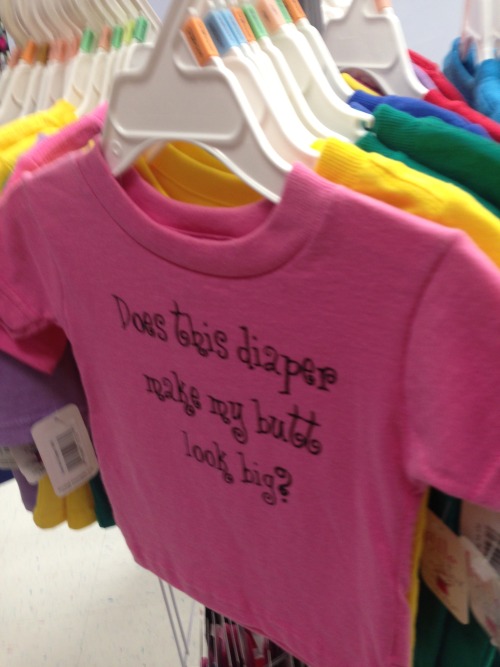 Does this diaper
make my butt
look big?